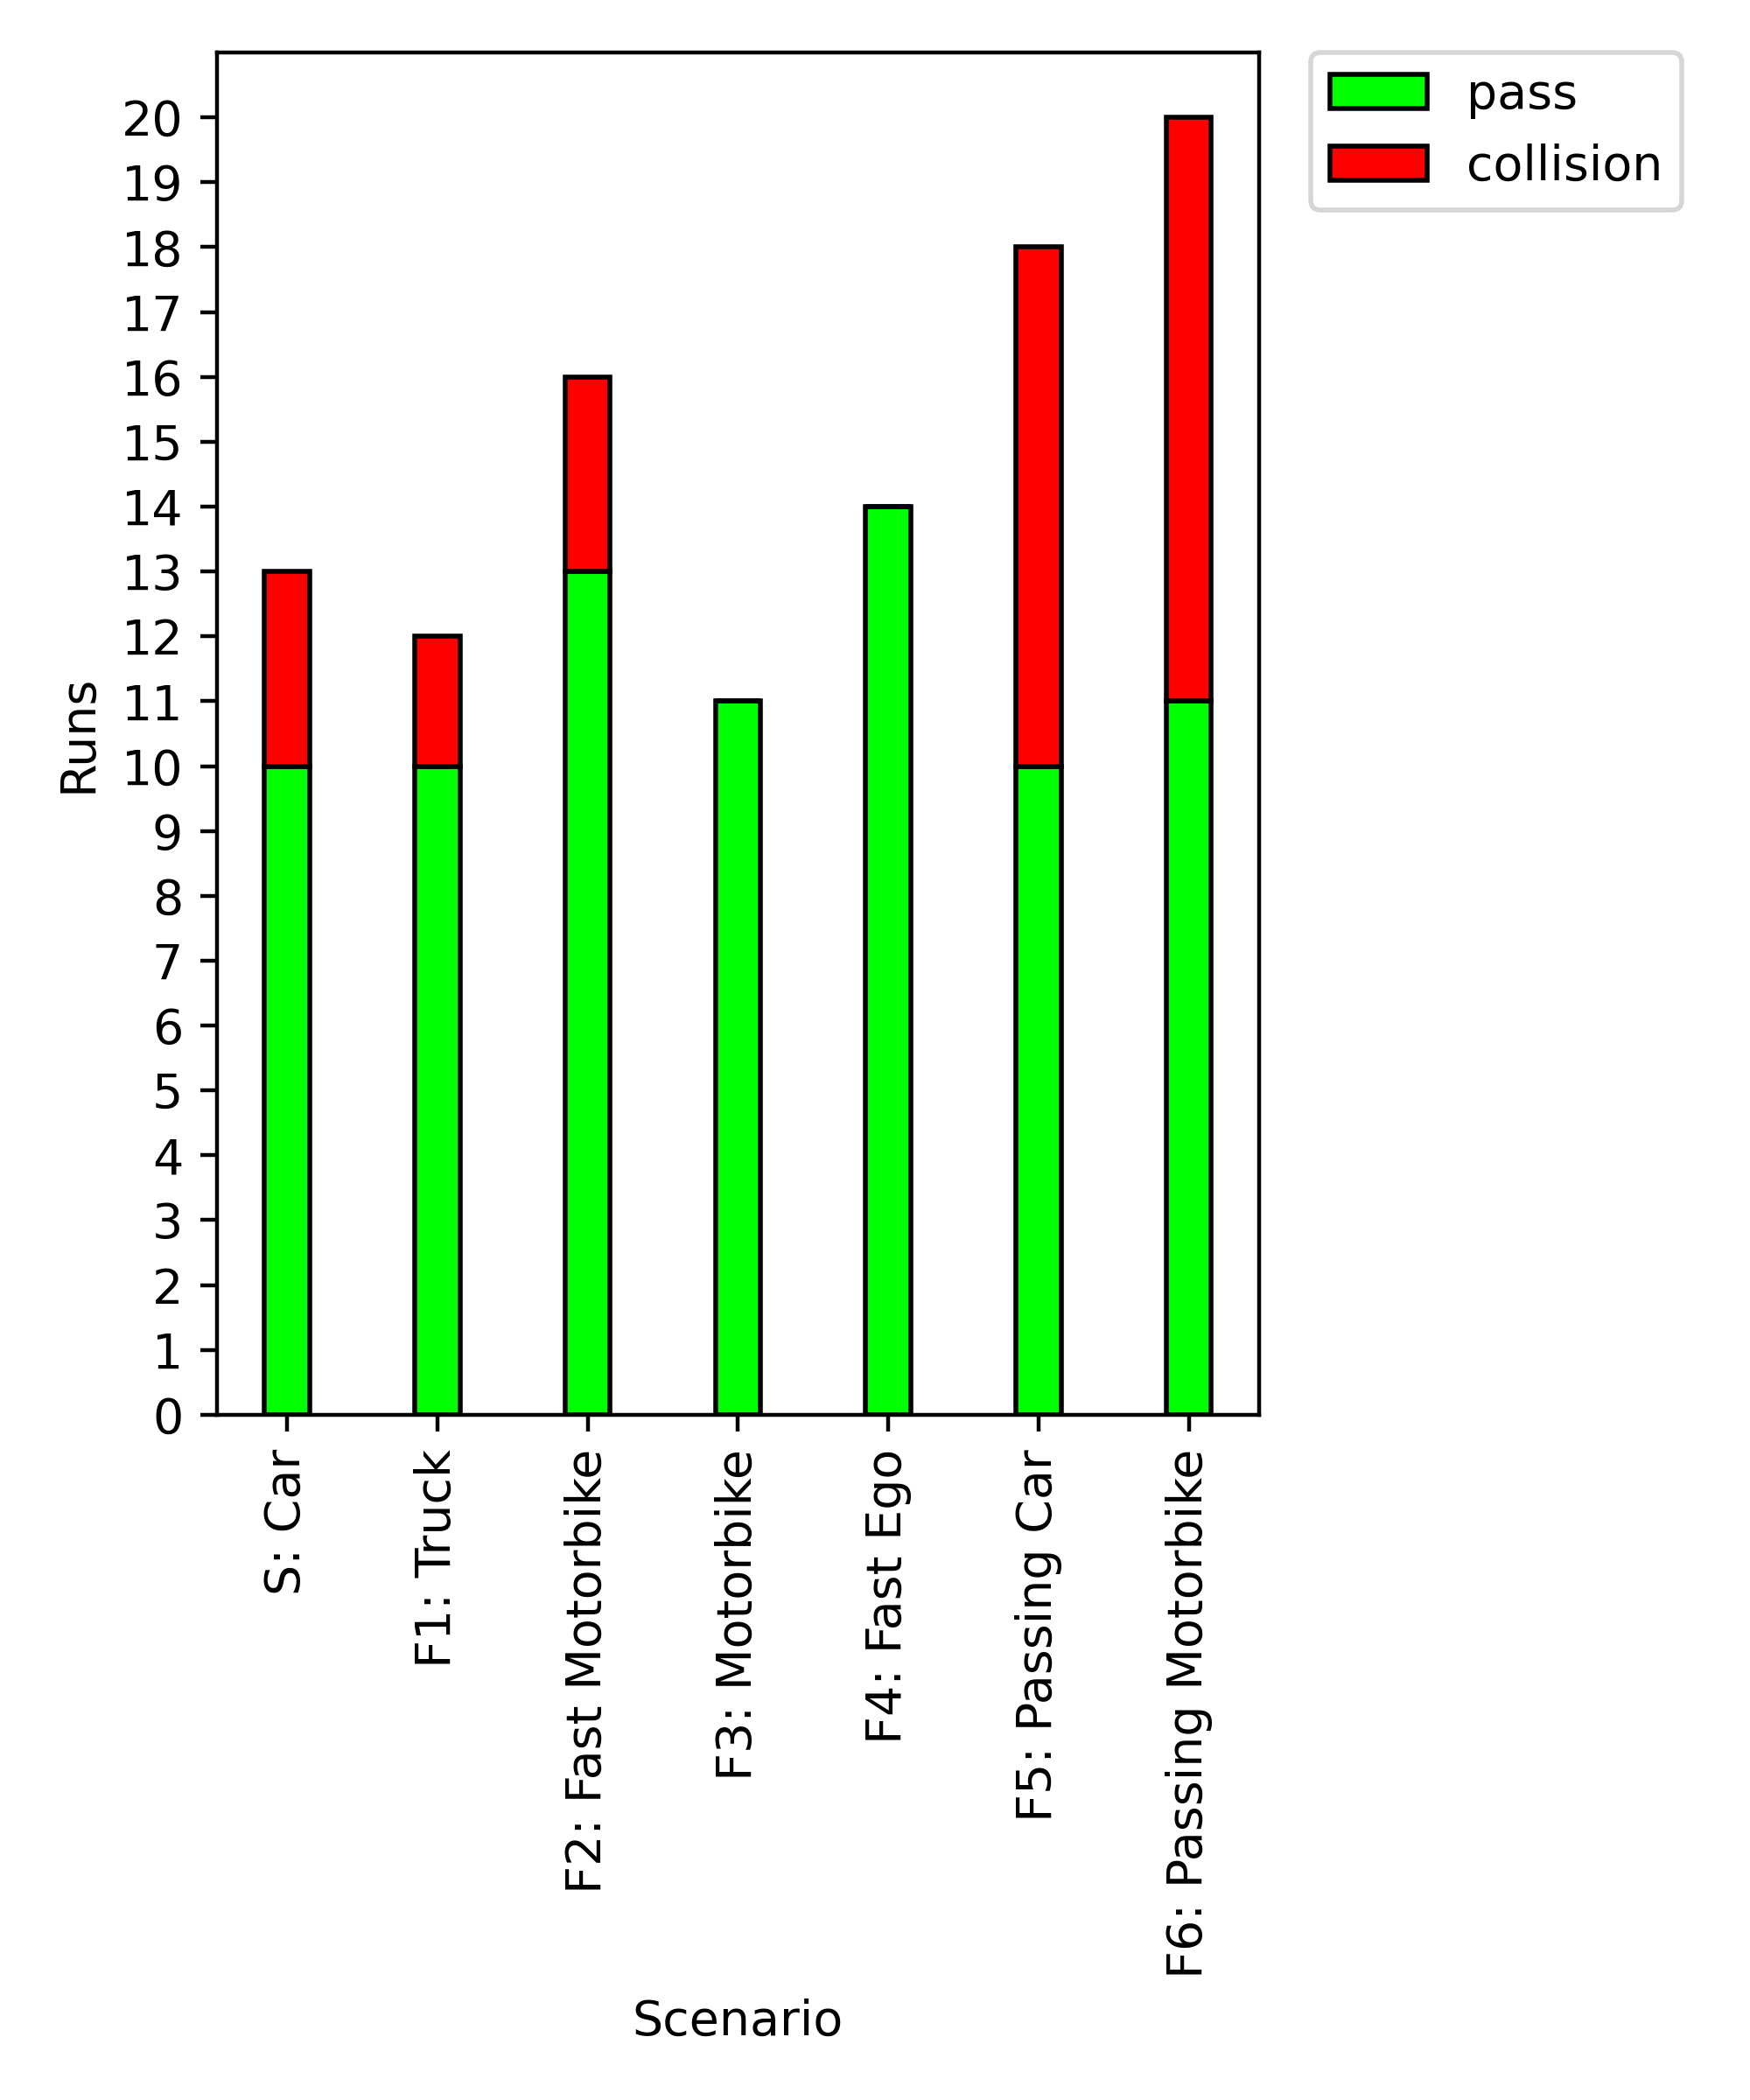 pass
collision
20
19
18
17
16
15
14
13
12
11
10
9
8
7
6
5
4
3
2
1
0
Runs
S: Car
F1: Truck
F2: Fast Motorbike
F3: Motorbike
F4: Fast Ego
F5: Passing Car
F6: Passing Motorbike
Scenario